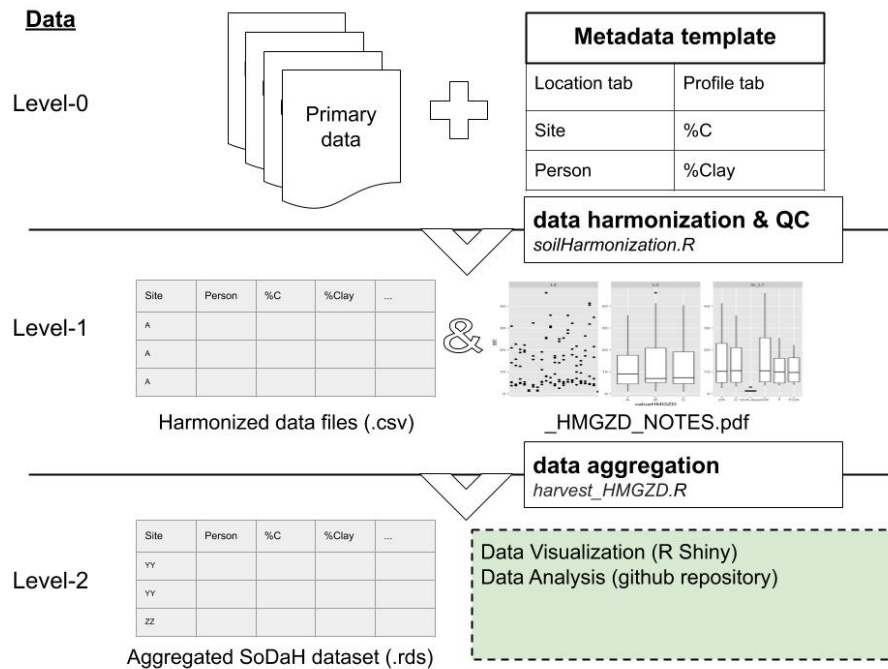 Data
Level-0
Primary
data
Metadata template
Location tab Profile tab
Site %C
Person %Clay
data harmonization & QC
soilHarmonization.R
Level-1
Site Person %C %Clay ...
A
A
A
&
valueHMGZD
A B C
Harmonized data files (.csv)
_HMGZD_NOTES.pdf
data aggregation
harvest_HMGZD.R
Level-2
Site Person %C %Clay ...
YY
YY
ZZ
Aggregated SoDaH dataset (.rds)
Data Visualization (R Shiny)
Data Analysis (github repository)